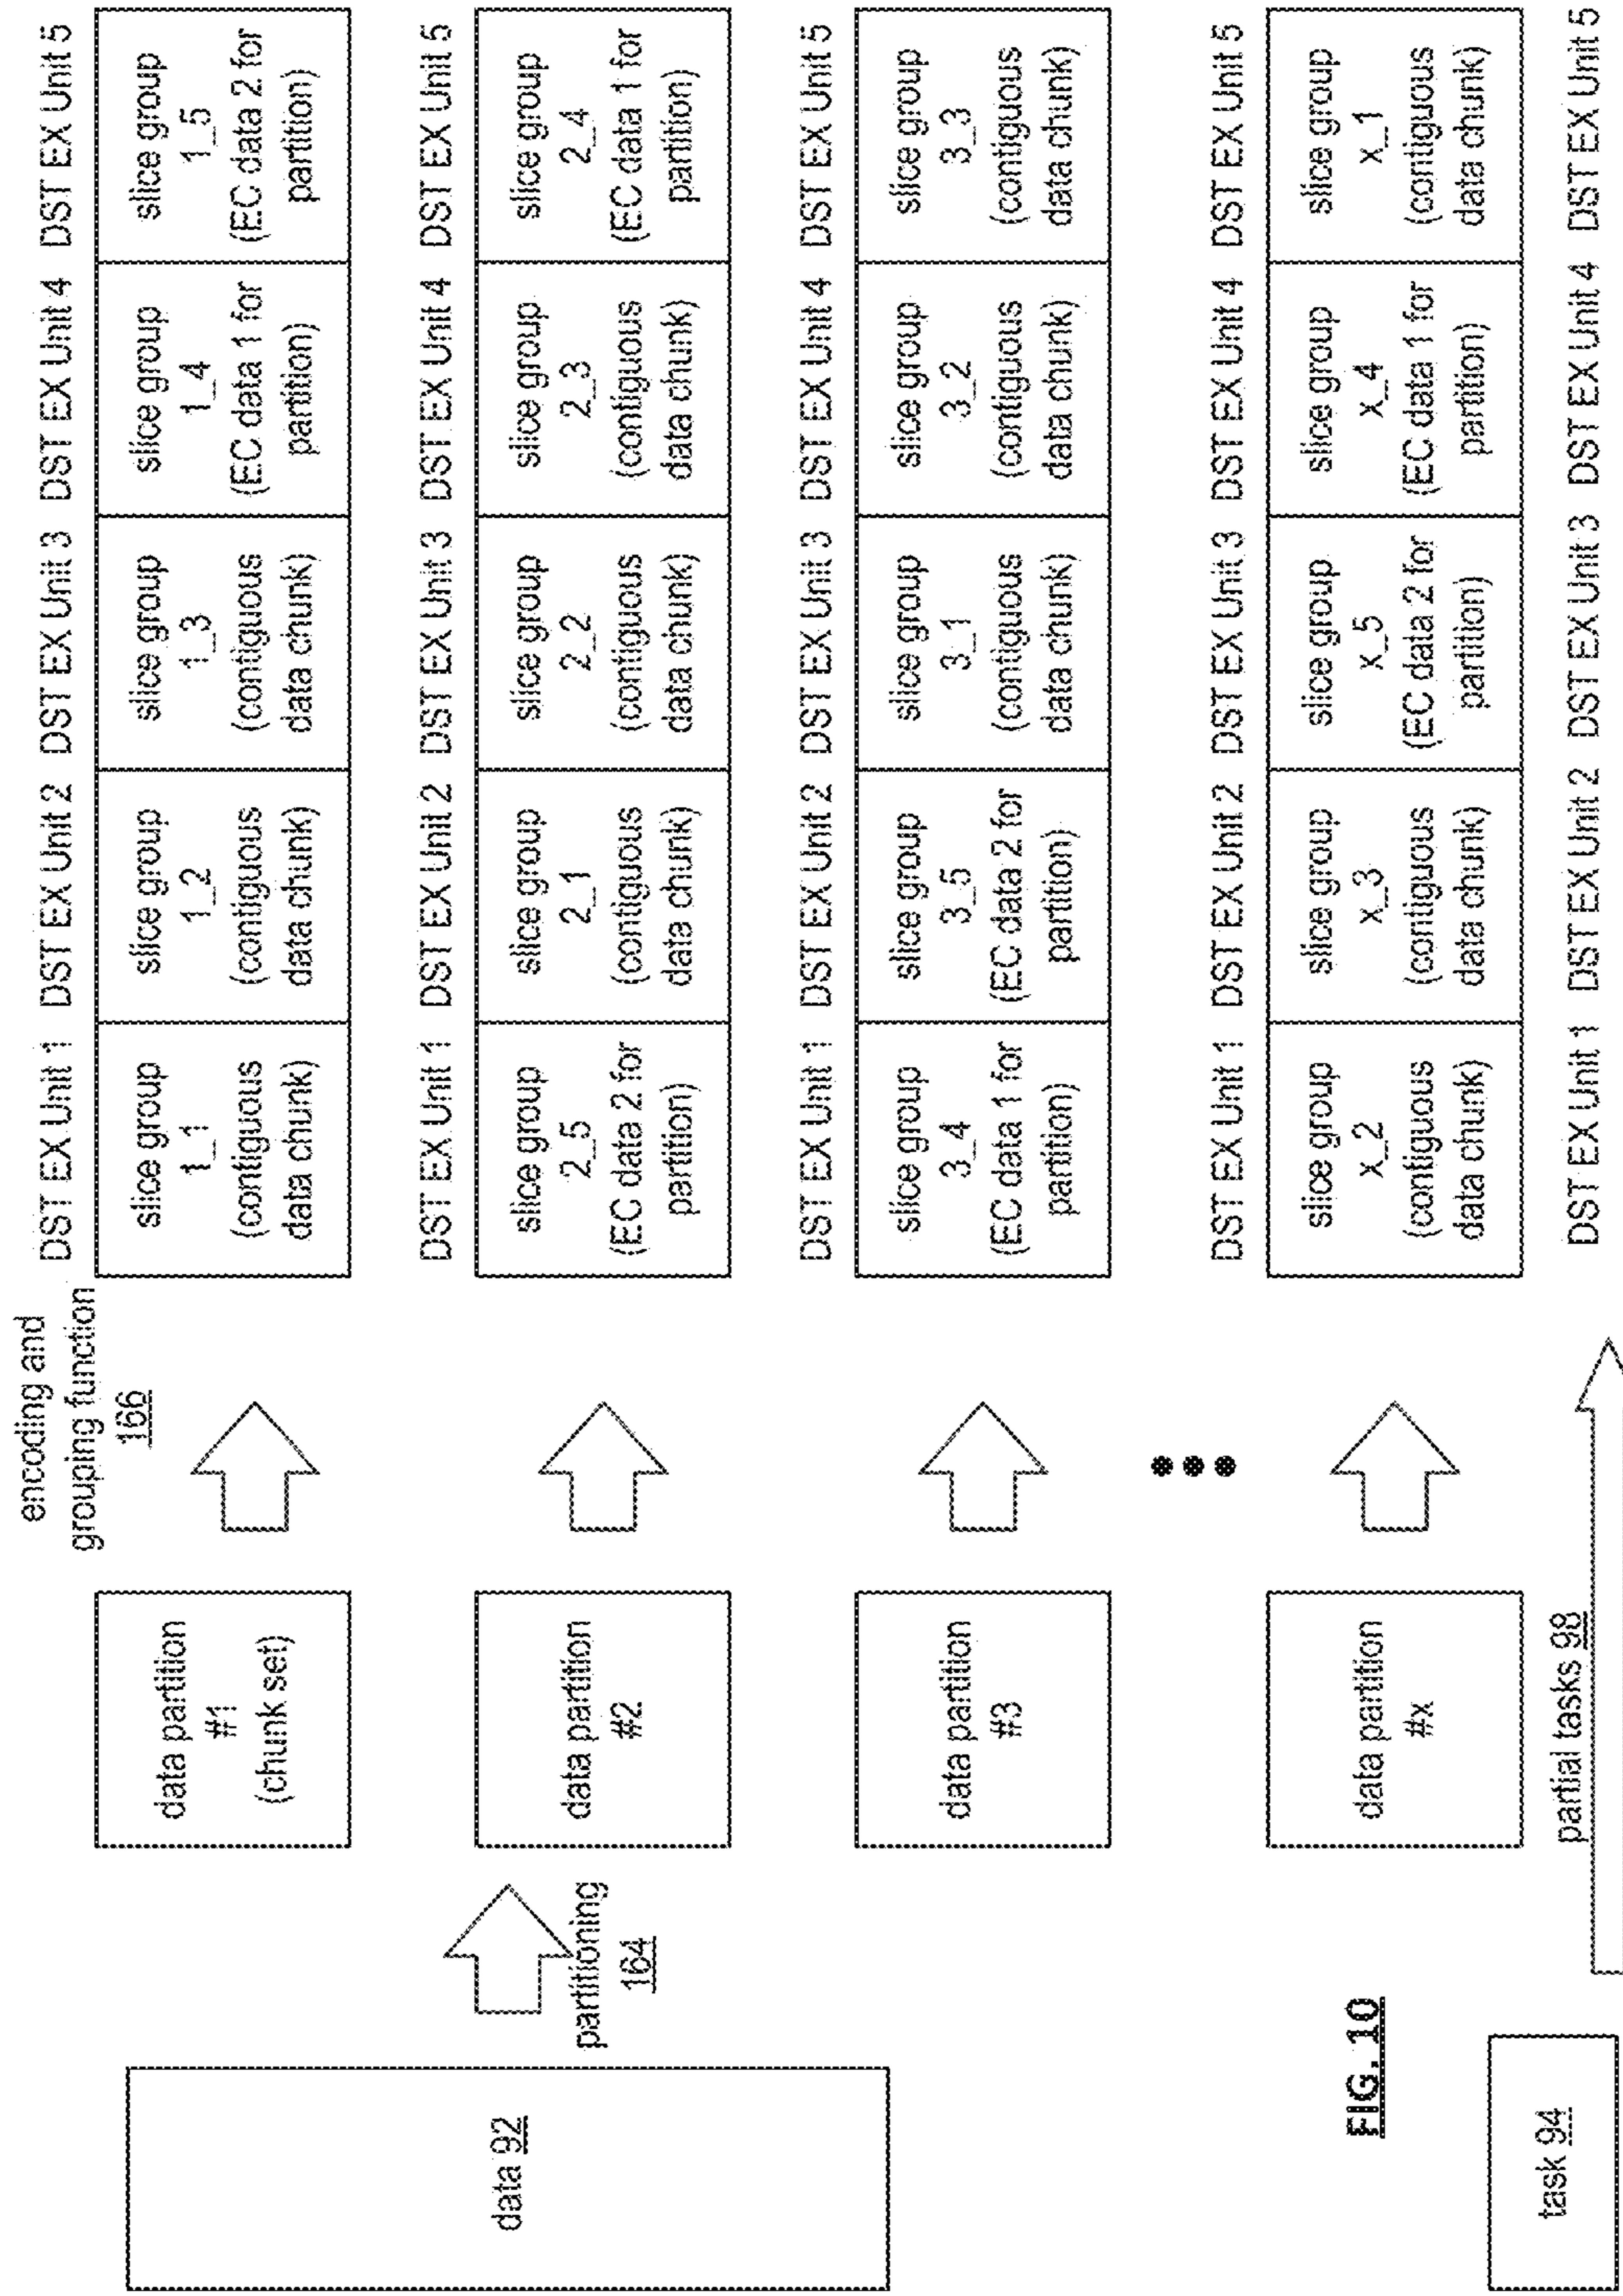 encoding and
grouping function
166
DST EX Unit 1 DST EX Unit 2 DST EX Unit 3 DST EX Unit 4 DST EX Unit 5
data 92
partitioning
164
data partition
#1
(chunk set)
slice group
1_1
(contiguous
data chunk)
slice group
1_2
(contiguous
data chunk)
slice group
1_3
(contiguous
data chunk)
slice group
1_4
(EC data 1 for
partition)
slice group
1_5
(EC data 2 for
partition)
DST EX Unit 1 DST EX Unit 2 DST EX Unit 3 DST EX Unit 4 DST EX Unit 5
data partition
#2
slice group
2_5
(EC data 2 for
partition)
slice group
2_1
(contiguous
data chunk)
slice group
2_2
(contiguous
data chunk)
slice group
2_3
(contiguous
data chunk)
slice group
2_4
(EC data 1 for
partition)
DST EX Unit 1 DST EX Unit 2 DST EX Unit 3 DST EX Unit 4 DST EX Unit 5
data partition
#3
slice group
3_4
(EC data 1 for
partition)
slice group
3_5
(EC data 2 for
partition)
slice group
3_1
(contiguous
data chunk)
slice group
3_2
(contiguous
data chunk)
slice group
3_3
(contiguous
data chunk)
DST EX Unit 1 DST EX Unit 2 DST EX Unit 3 DST EX Unit 4 DST EX Unit 5
data partition
#x
slice group
x_2
(contiguous
data chunk)
slice group
x_3
(contiguous
data chunk)
slice group
x_5
(EC data 2 for
partition)
slice group
x_4
(EC data 1 for
partition)
slice group
x_1
(contiguous
data chunk)
FIG. 10
task 94
partial tasks 98
DST EX Unit 1 DST EX Unit 2 DST EX Unit 3 DST EX Unit 4 DST EX Unit 5